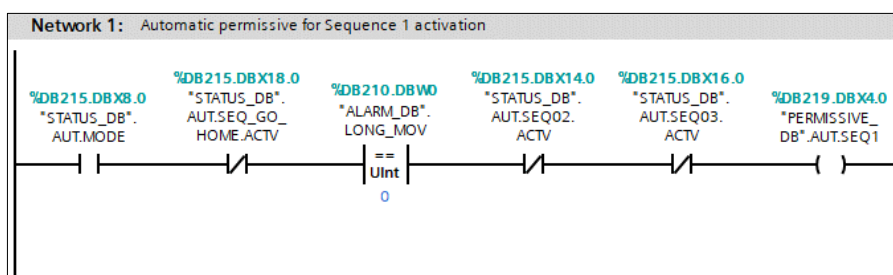 Network 1: Automatic permissive for Sequence 1 activation
%DB215.DBX8.0
"STATUS_DB".
AUT.MODE
%DB215.DBX18.0
"STATUS_DB".
AUT.SEQ_GO_
HOME.ACTV
%DB210.DBW0
"ALARM_DB".
LONG_MOV
==
UInt
0
%DB215.DBX14.0
"STATUS_DB".
AUT.SEQ02.
ACTV
%DB215.DBX16.0
"STATUS_DB".
AUT.SEQ03.
ACTV
%DB219.DBX4.0
"PERMISSIVE_
DB".AUT.SEQ1